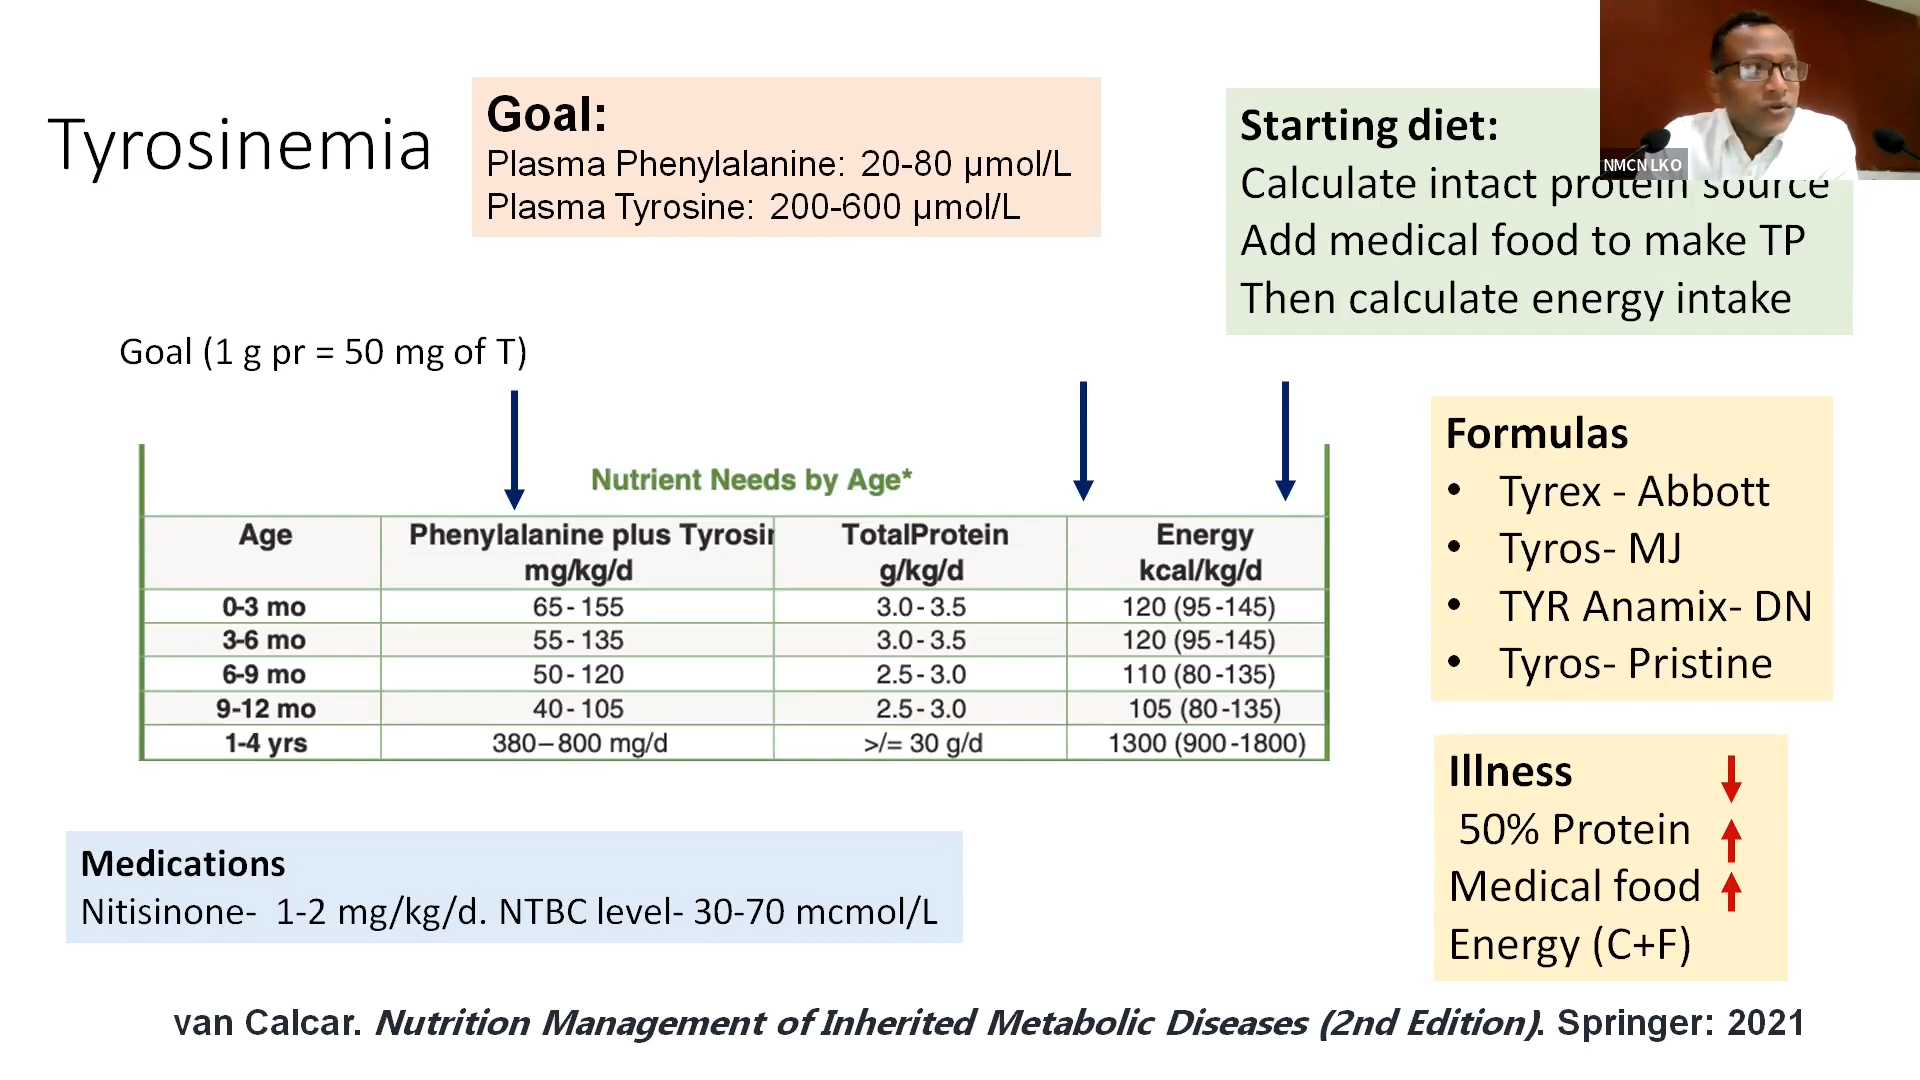 Tyrosinemia
Goal:
Plasma Phenylalanine: 20-80 µmol/L
Plasma Tyrosine: 200-600 µmol/L
Starting diet:
Calculate intact protein source
Add medical food to make TP
Then calculate energy intake
NMCN LKO
Goal (1 g pr = 50 mg of T)
Nutrient Needs by Age*
Age Phenylalanine plus Tyrosin TotalProtein Energy
mg/kg/d g/kg/d kcal/kg/d
0-3 mo 65-155 3.0-3.5 120 (95-145)
3-6 mo 55-135 3.0-3.5 120 (95-145)
6-9 mo 50-120 2.5-3.0 110 (80-135)
9-12 mo 40-105 2.5-3.0 105 (80-135)
1-4 yrs 380–800 mg/d >/= 30 g/d 1300 (900-1800)
Formulas
• Tyrex - Abbott
• Tyros- MJ
• TYR Anamix- DN
• Tyros- Pristine
Illness
50% Protein
Medical food
Energy (C+F)
Medications
Nitisinone- 1-2 mg/kg/d. NTBC level- 30-70 mcmol/L
van Calcar. Nutrition Management of Inherited Metabolic Diseases (2nd Edition). Springer: 2021